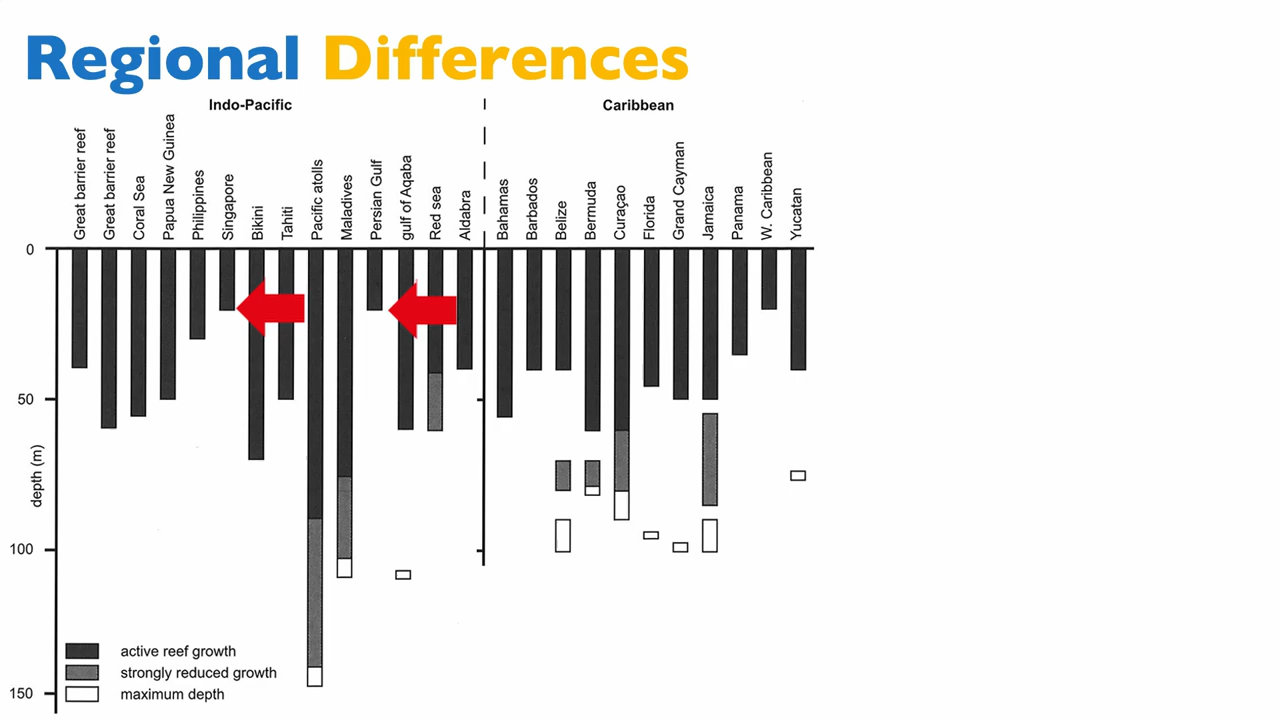 Regional Differences
Indo-Pacific
Caribbean
Great barrier reef
Great barrier reef
Coral Sea
Papua New Guinea
Philippines
Singapore
Bikini
Tahiti
Pacific atolls
Maladives
Persian Gulf
gulf of Aqaba
Red sea
Aldabra
Bahamas
Barbados
Belize
Bermuda
Curaçao
Florida
Grand Cayman
Jamaica
Panama
W. Caribbean
Yucatan
0
50
depth (m)
100
150
active reef growth
strongly reduced growth
maximum depth